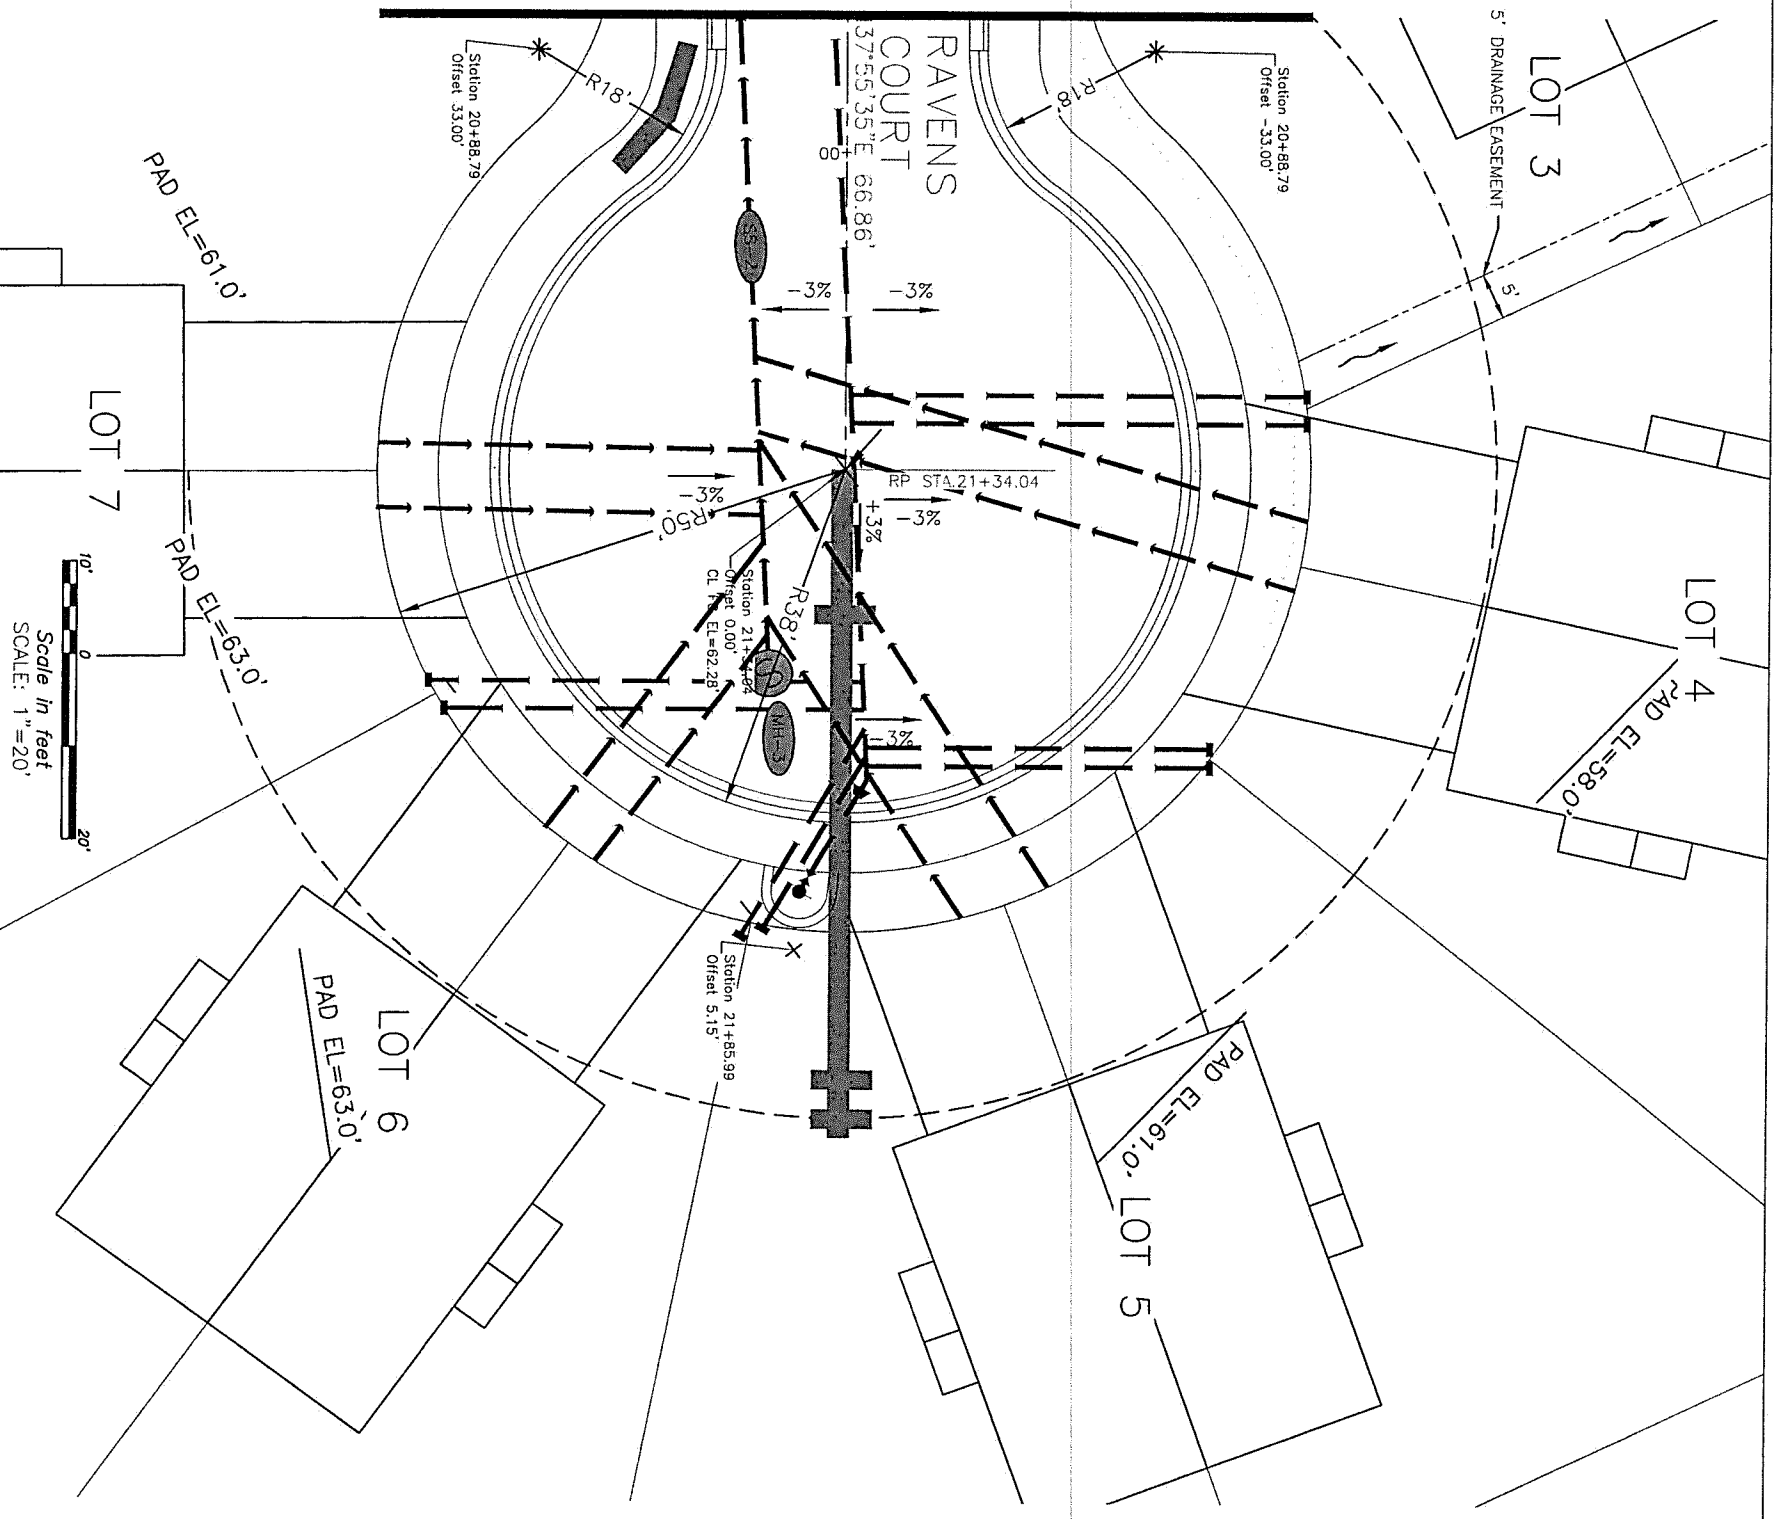 LOT 3
5' DRAINAGE EASEMENT
5'
Station 20+88.79
Offset -33.00'
R18'
RAVENS
COURT
37°55'35"E 66.86'
+00
R18'
Station 20+88.79
Offset 33.00'
PAD EL=61.0'
SS-2
-3%
-3%
LOT 7
PAD EL=63.0'
-3%
R50'
RP STA.21+34.04
+3%
-3%
Station 21+34.04
Offset 0.00'
EL=62.28'
R38'
S
MH-3
-3%
LOT 4
PAD EL=58.0'
10'
0
20'
Scale in feet
SCALE: 1"=20'
Station 21+85.99
Offset 5.15'
LOT 6
PAD EL=63.0'
PAD EL=61.0'
LOT 5